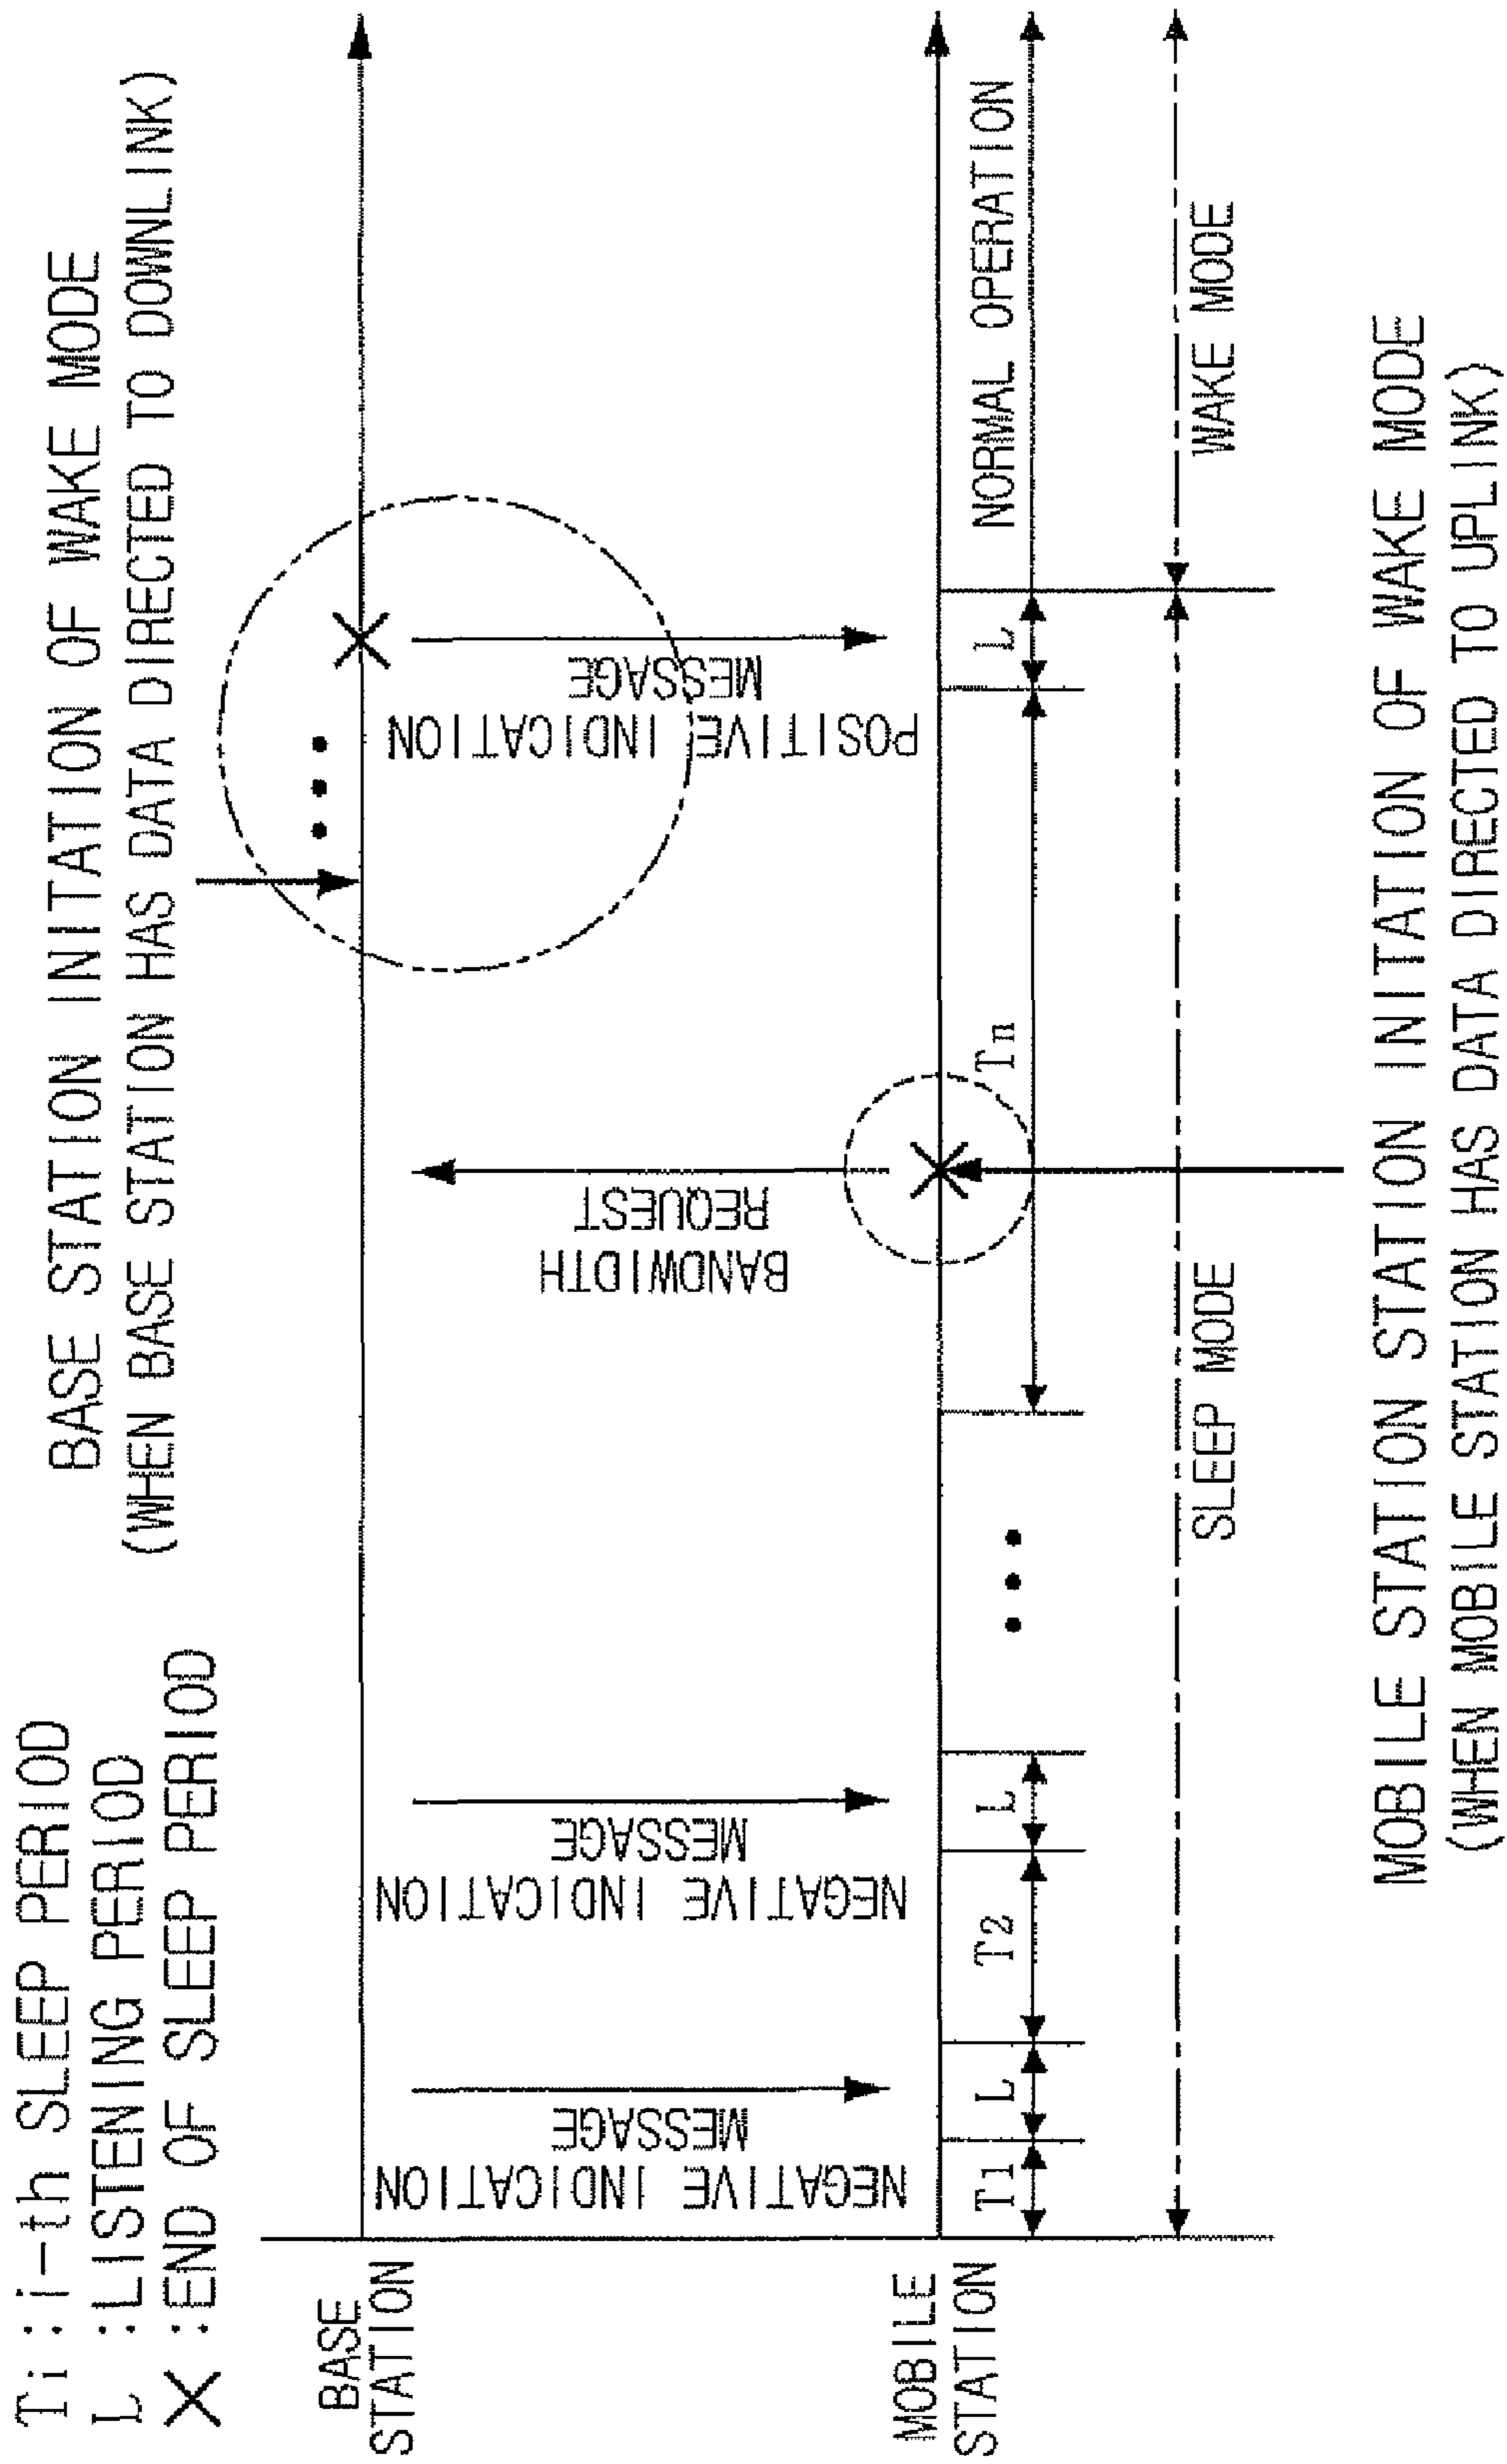 Ti : i-th SLEEP PERIOD
L : LISTENING PERIOD
X : END OF SLEEP PERIOD
BASE STATION INITATION OF WAKE MODE
(WHEN BASE STATION HAS DATA DIRECTED TO DOWNLINK)
BASE
STATION
NEGATIVE INDICATION
MESSAGE
NEGATIVE INDICATION
MESSAGE
BANDWIDTH
REQUEST
POSITIVE INDICATION
MESSAGE
MOBILE
STATION
T1
L
T2
L
Tn
L
NORMAL OPERATION
SLEEP MODE
WAKE MODE
MOBILE STATION STATION INITATION OF WAKE MODE
(WHEN MOBILE STATION HAS DATA DIRECTED TO UPLINK)